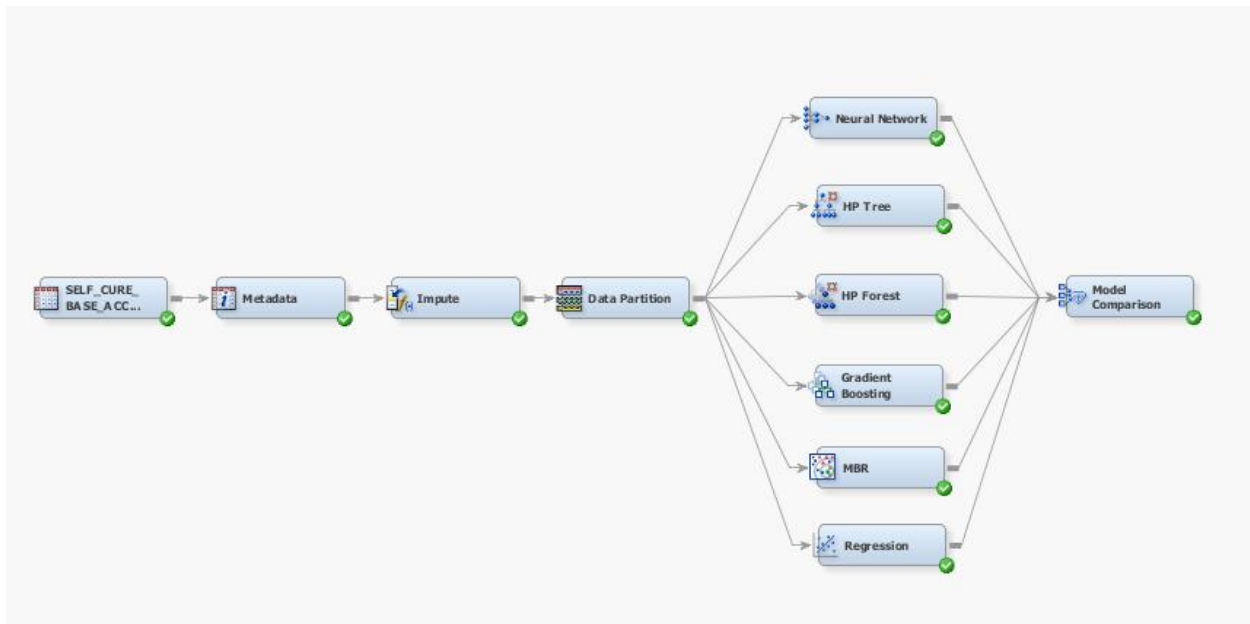 Neural Network
HP Tree
SELF_CURE_
BASE_ACC...
Metadata
Impute
Data Partition
HP Forest
Model
Comparison
Gradient
Boosting
MBR
Regression